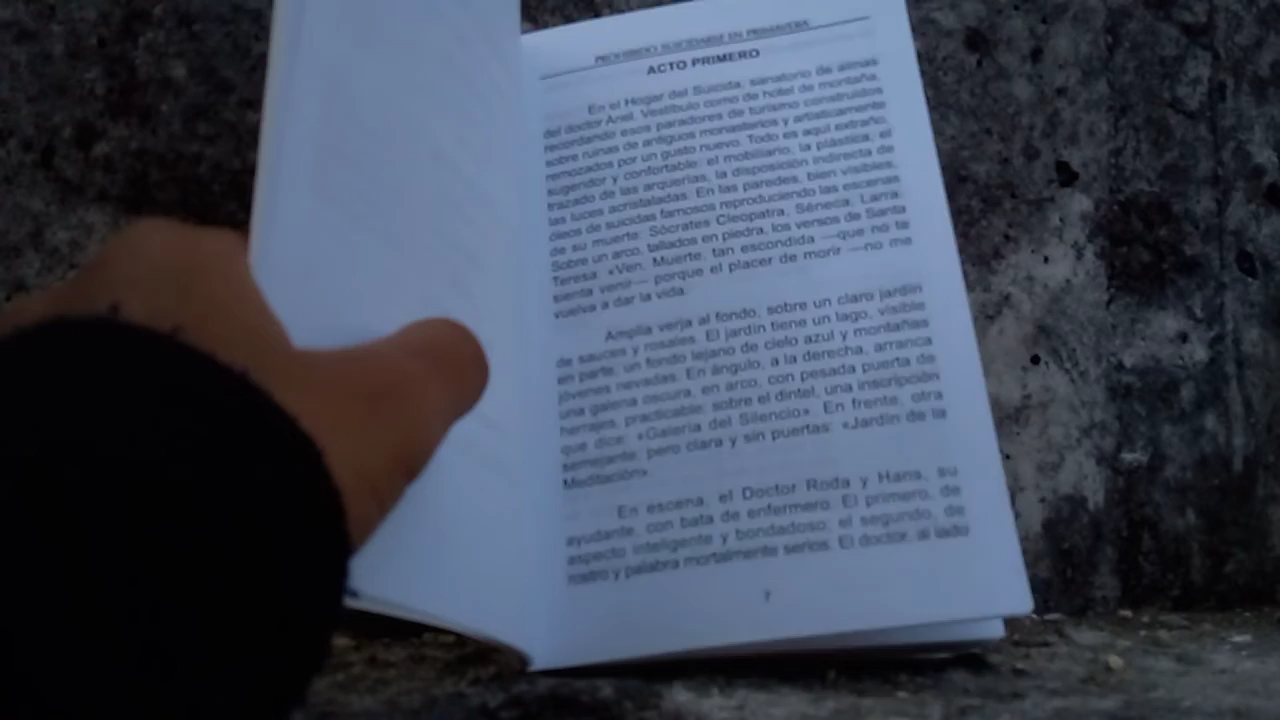 PROHIBIDO SUICIDARSE EN PRIMAVERA
ACTO PRIMERO
En el Hogar del Suicida, sanatorio de almas
del doctor Ariel. Vestíbulo como de hotel de montaña,
recordando esos paradores de turismo construidos
sobre ruinas de antiguos monasterios y artísticamente
remozados por un gusto nuevo. Todo es aquí extraño,
sugeridor y confortable: el mobiliario, la plástica, el
trazado de las arquerías, la disposición indirecta de
las luces acristaladas. En las paredes, bien visibles,
óleos de suicidas famosos reproduciendo las escenas
de su muerte: Sócrates Cleopatra, Séneca, Larra.
Sobre un arco, tallados en piedra, los versos de Santa
Teresa: «Ven, Muerte, tan escondida —que no te
sienta venir— porque el placer de morir —no me
vuelva a dar la vida.
Amplia verja al fondo, sobre un claro jardín
de sauces y rosales. El jardín tiene un lago, visible
en parte, un fondo lejano de cielo azul y montañas
jóvenes nevadas. En ángulo, a la derecha, arranca
una galería oscura, en arco, con pesada puerta de
herrajes, practicable; sobre el dintel, una inscripción
que dice: «Galería del Silencio». En frente, otra
semejante; pero clara y sin puertas: «Jardín de la
Meditación».
En escena, el Doctor Roda y Hans, su
ayudante, con bata de enfermero. El primero, de
aspecto inteligente y bondadoso; el segundo, de
rostro y palabra mortalmente serios. El doctor, al lado
7